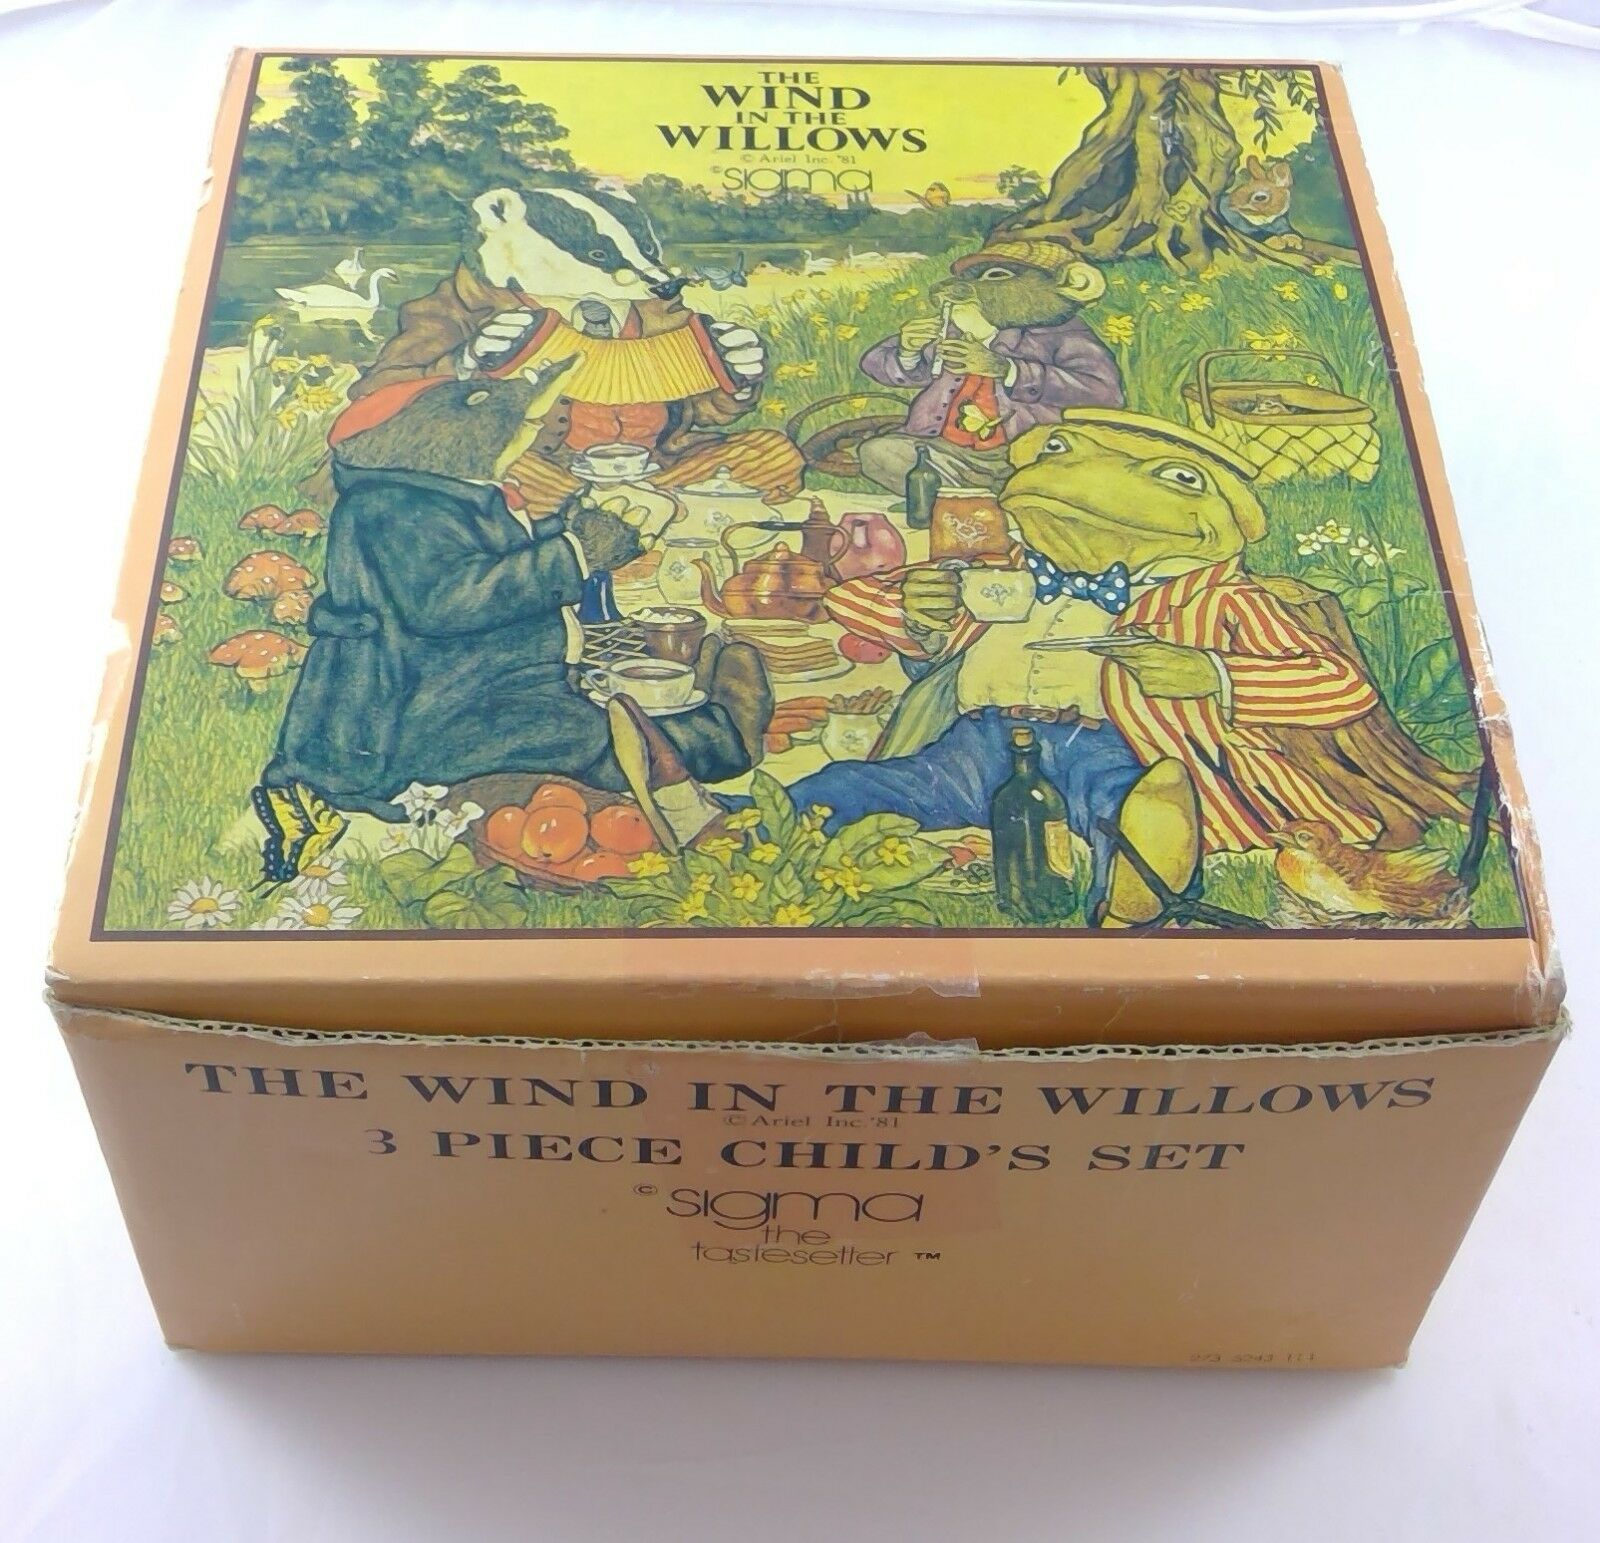 THE
WIND
IN THE
WILLOWS
© Ariel Inc. '81
© sigma
tastesetter
THE WIND IN THE WILLOWS
© Ariel Inc. '81
3 PIECE CHILD'S SET
© sigma
the
tastesetter ™